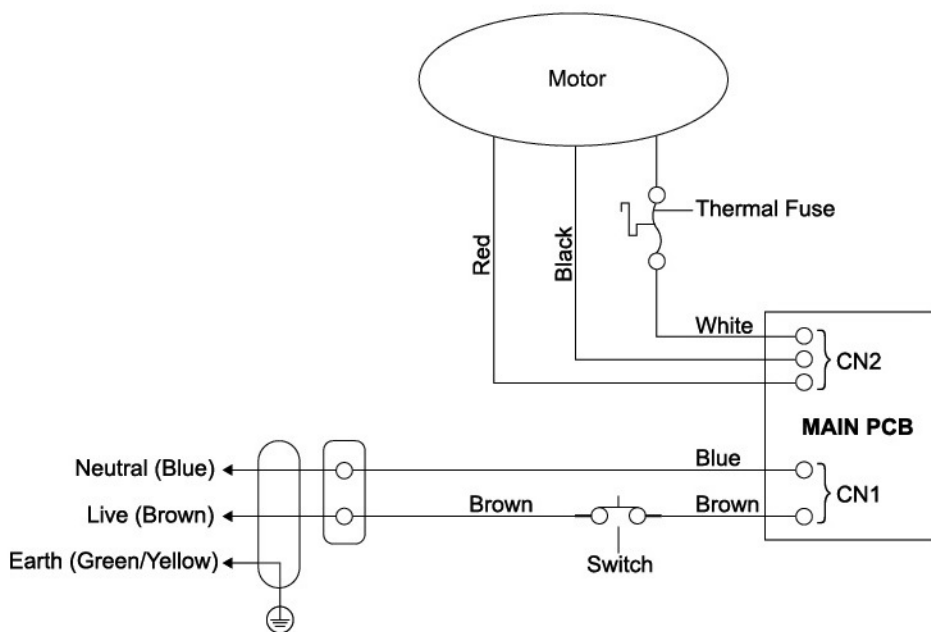 Motor
Thermal Fuse
Red
Black
White
CN2
MAIN PCB
Neutral (Blue)
Blue
CN1
Live (Brown)
Brown
Brown
Earth (Green/Yellow)
Switch